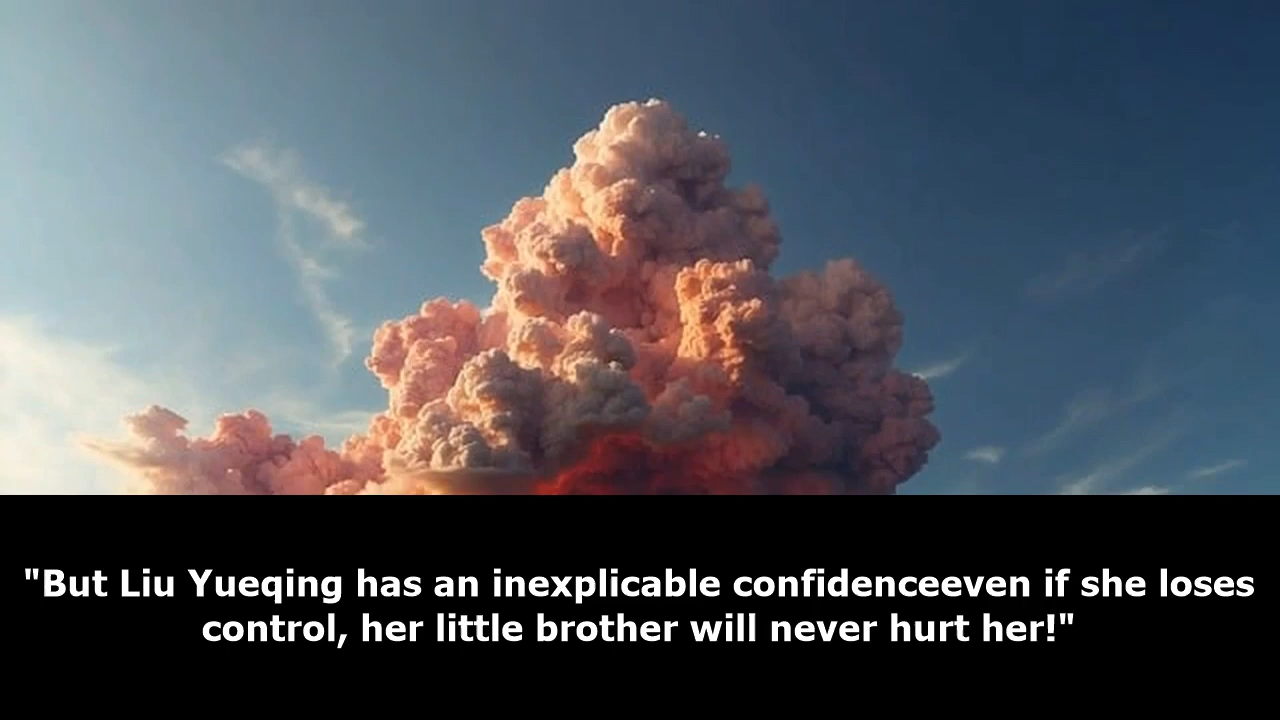 "But Liu Yueqing has an inexplicable confidenceeven if she loses
control, her little brother will never hurt her!"